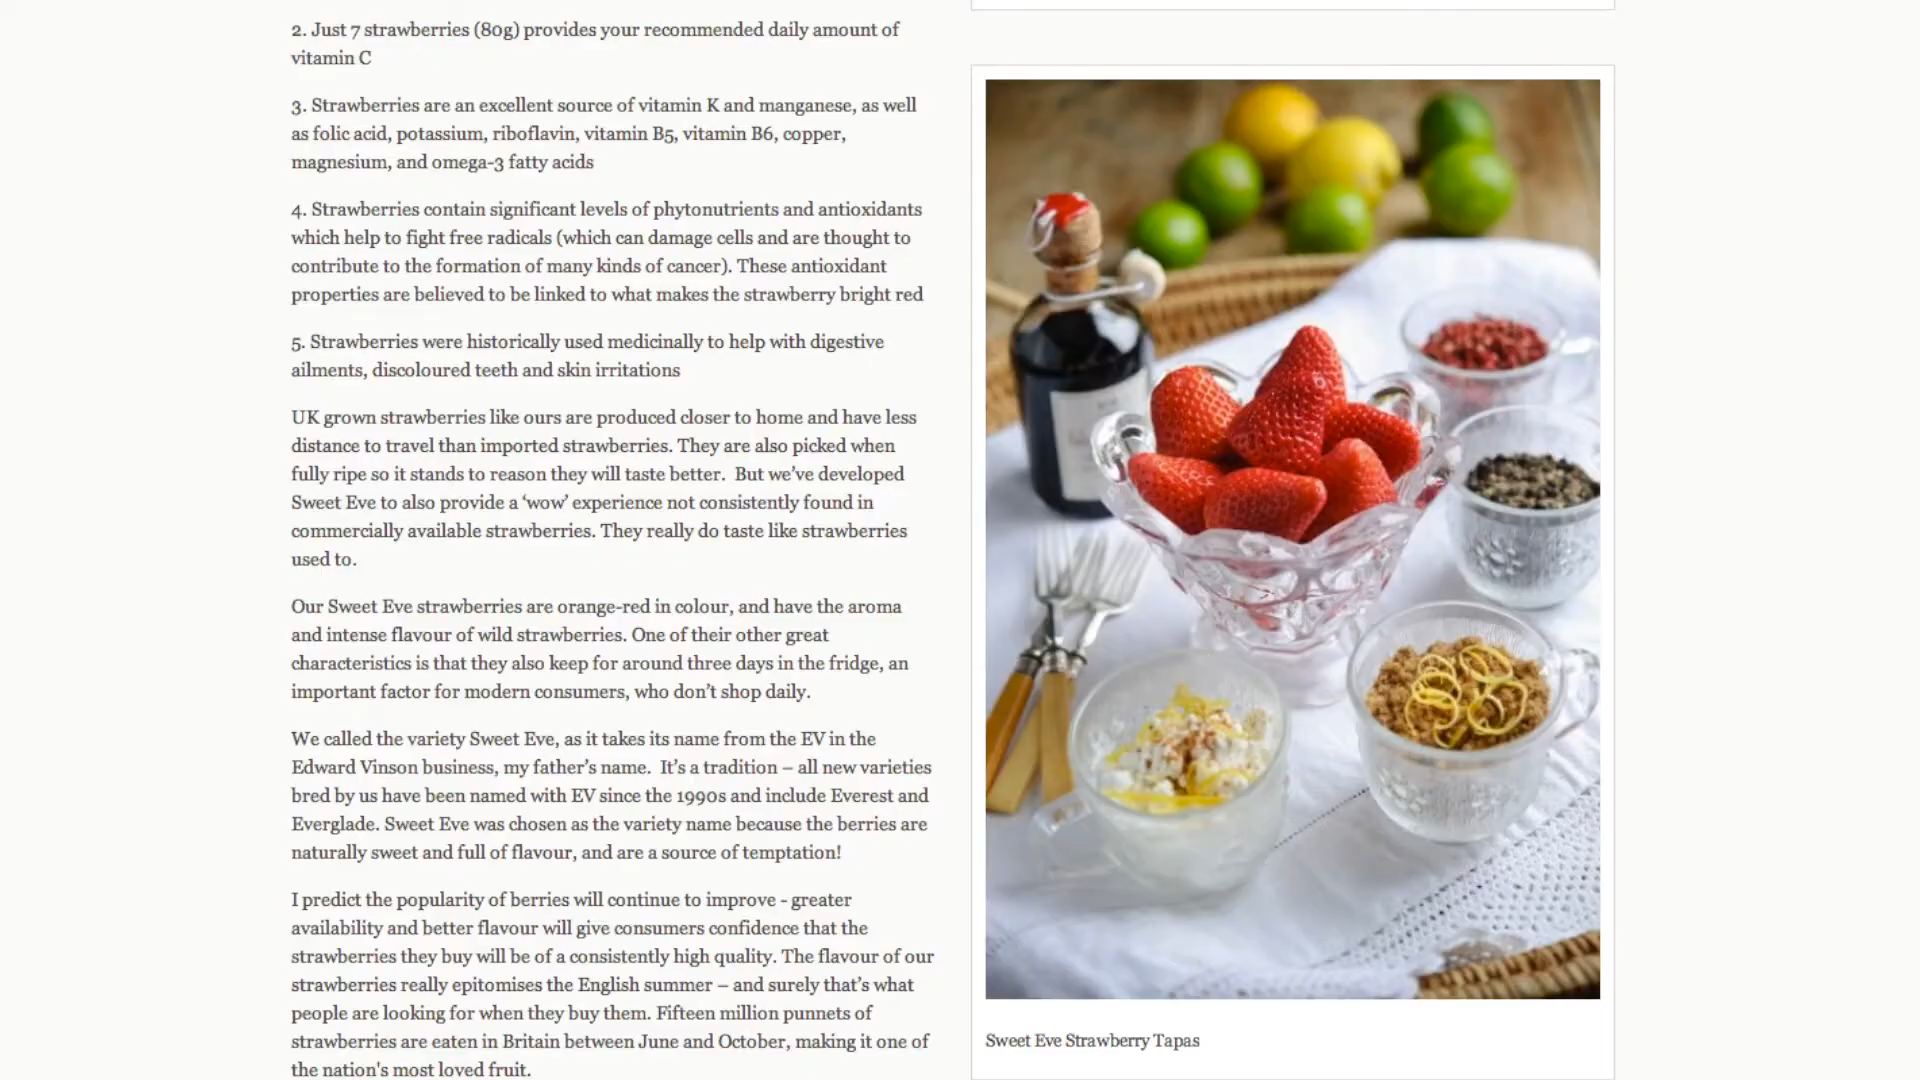 2. Just 7 strawberries (80g) provides your recommended daily amount of
vitamin C
3. Strawberries are an excellent source of vitamin K and manganese, as well
as folic acid, potassium, riboflavin, vitamin B5, vitamin B6, copper,
magnesium, and omega-3 fatty acids
4. Strawberries contain significant levels of phytonutrients and antioxidants
which help to fight free radicals (which can damage cells and are thought to
contribute to the formation of many kinds of cancer). These antioxidant
properties are believed to be linked to what makes the strawberry bright red
5. Strawberries were historically used medicinally to help with digestive
ailments, discoloured teeth and skin irritations
UK grown strawberries like ours are produced closer to home and have less
distance to travel than imported strawberries. They are also picked when
fully ripe so it stands to reason they will taste better.  But we’ve developed
Sweet Eve to also provide a ‘wow’ experience not consistently found in
commercially available strawberries. They really do taste like strawberries
used to.
Our Sweet Eve strawberries are orange-red in colour, and have the aroma
and intense flavour of wild strawberries. One of their other great
characteristics is that they also keep for around three days in the fridge, an
important factor for modern consumers, who don’t shop daily.
We called the variety Sweet Eve, as it takes its name from the EV in the
Edward Vinson business, my father’s name.  It’s a tradition – all new varieties
bred by us have been named with EV since the 1990s and include Everest and
Everglade. Sweet Eve was chosen as the variety name because the berries are
naturally sweet and full of flavour, and are a source of temptation!
I predict the popularity of berries will continue to improve - greater
availability and better flavour will give consumers confidence that the
strawberries they buy will be of a consistently high quality. The flavour of our
strawberries really epitomises the English summer – and surely that’s what
people are looking for when they buy them. Fifteen million punnets of
strawberries are eaten in Britain between June and October, making it one of
the nation's most loved fruit.
Sweet Eve Strawberry Tapas